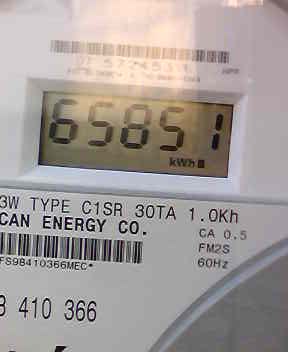 65851
kWh
3W TYPE C1SR 30TA 1.0Kh
CAN ENERGY CO.
CA 0.5
FM2S
60Hz
FS98410366MEC*
8 410 366